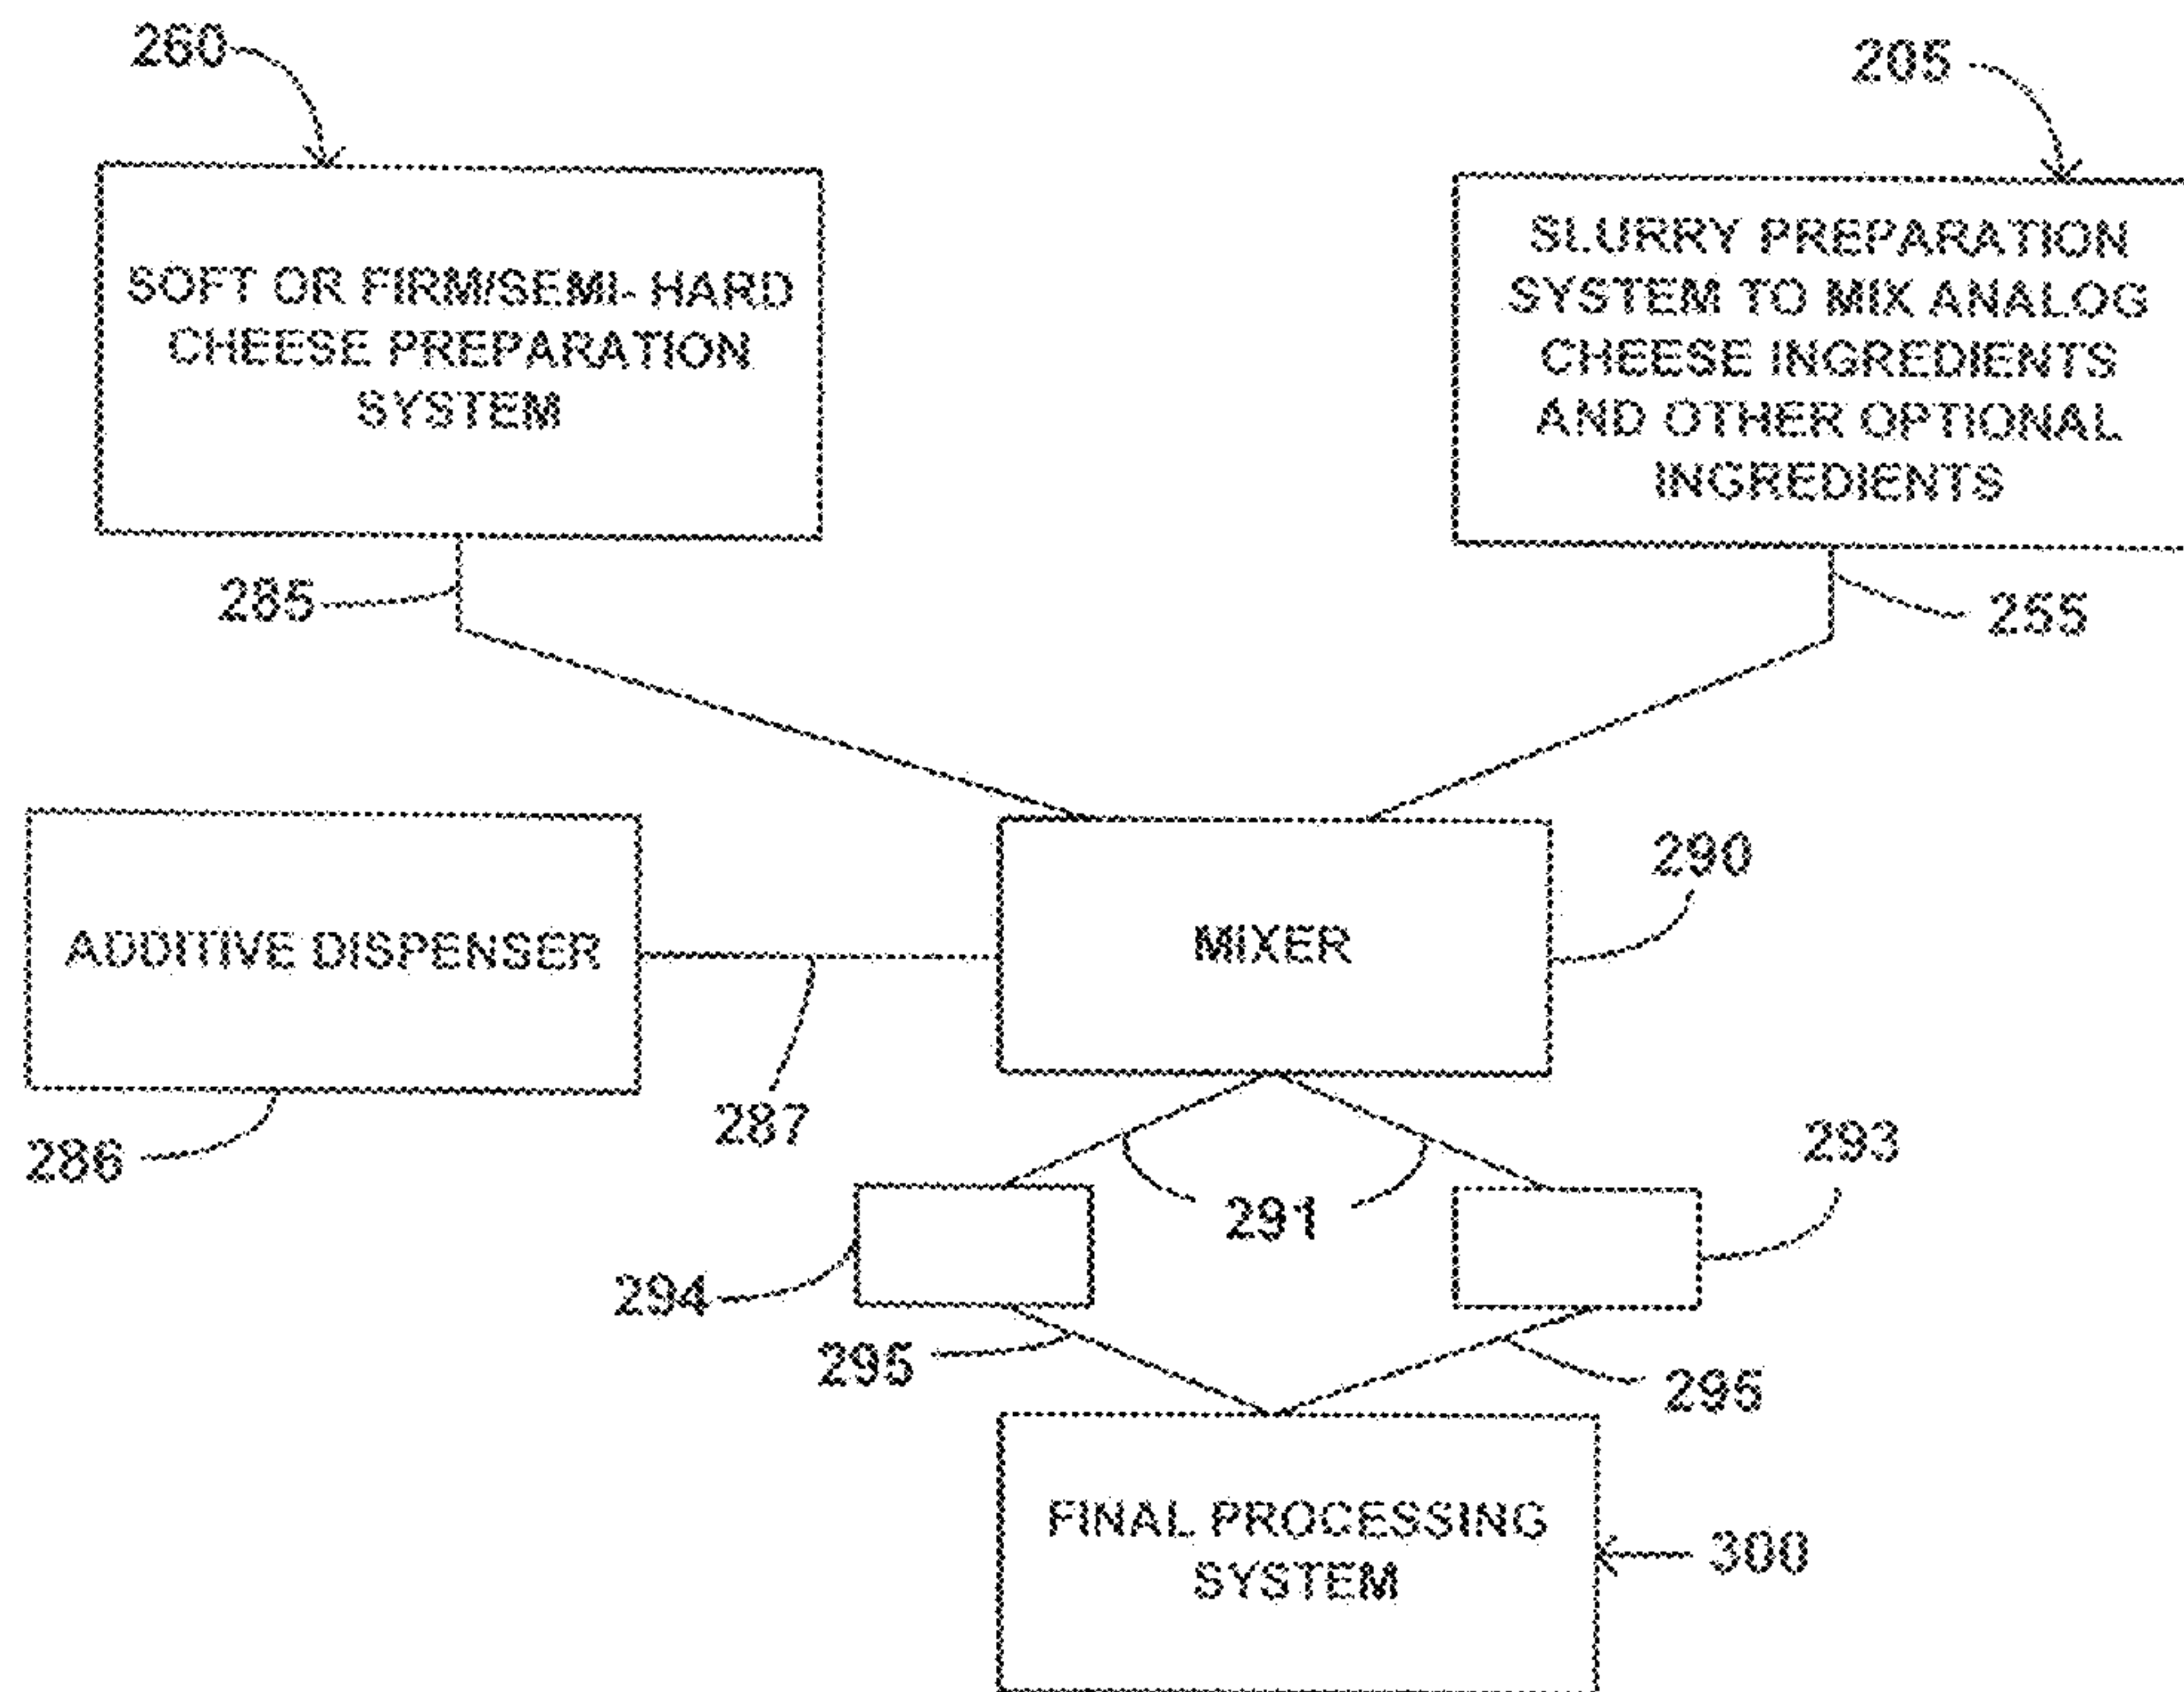 260
205
SOFT OR FIRM/SEMI- HARD
CHEESE PREPARATION
SYSTEM
SLURRY PREPARATION
SYSTEM TO MIX ANALOG
CHEESE INGREDIENTS
AND OTHER OPTIONAL
INGREDIENTS
285
255
ADDITIVE DISPENSER
MIXER
290
286
287
291
293
294
295
295
FINAL PROCESSING
SYSTEM
300